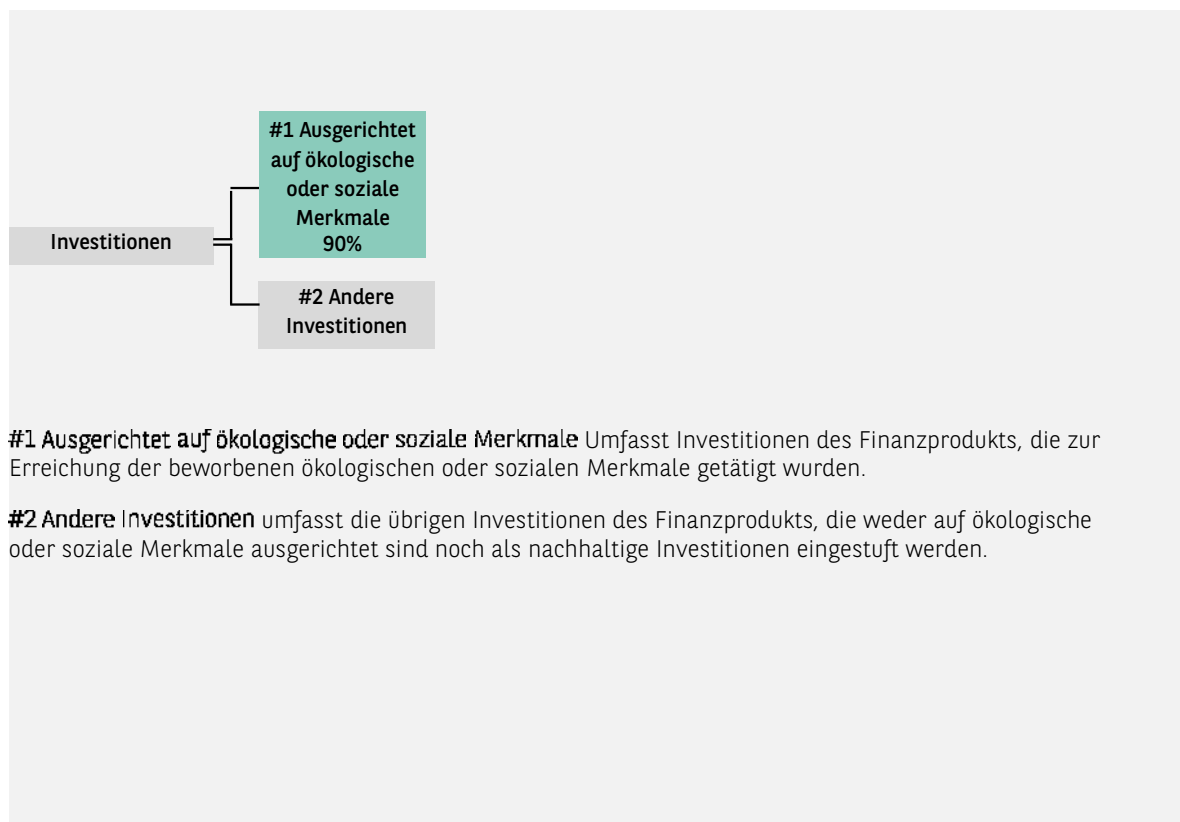 #1 Ausgerichtet
auf ökologische
oder soziale
Merkmale
90%
Investitionen
#2 Andere
Investitionen
#1 Ausgerichtet auf ökologische oder soziale Merkmale Umfasst Investitionen des Finanzprodukts, die zur
Erreichung der beworbenen ökologischen oder sozialen Merkmale getätigt wurden.
#2 Andere Investitionen umfasst die übrigen Investitionen des Finanzprodukts, die weder auf ökologische
oder soziale Merkmale ausgerichtet sind noch als nachhaltige Investitionen eingestuft werden.